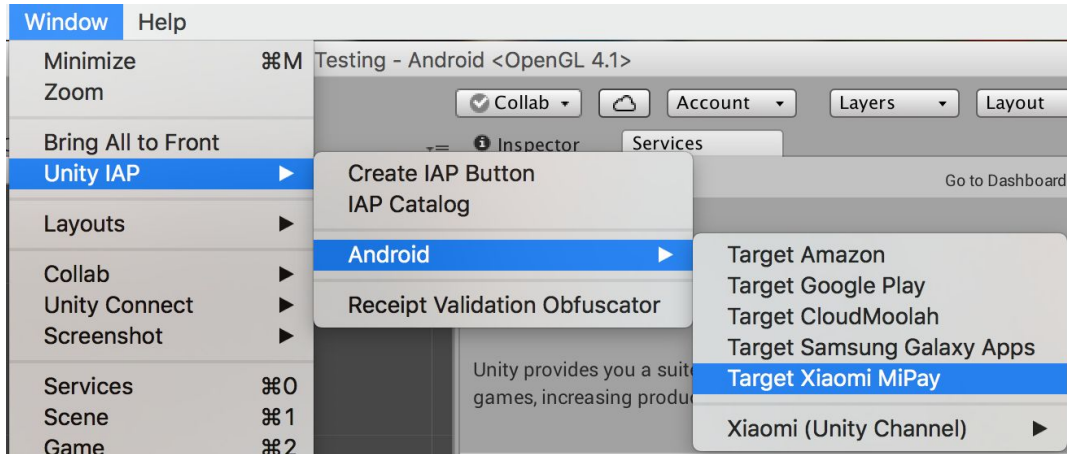 Window Help
Minimize ⌘M
Zoom
Bring All to Front
Unity IAP
Layouts
Collab
Unity Connect
Screenshot
Services ⌘0
Scene ⌘1
Game ⌘2
Testing - Android <OpenGL 4.1>
Collab Account Layers Layout
Inspector Services
Go to Dashboard
Create IAP Button
IAP Catalog
Android
Receipt Validation Obfuscator
Target Amazon
Target Google Play
Target CloudMoolah
Target Samsung Galaxy Apps
Target Xiaomi MiPay
Xiaomi (Unity Channel)
Unity provides you a
games, increasing